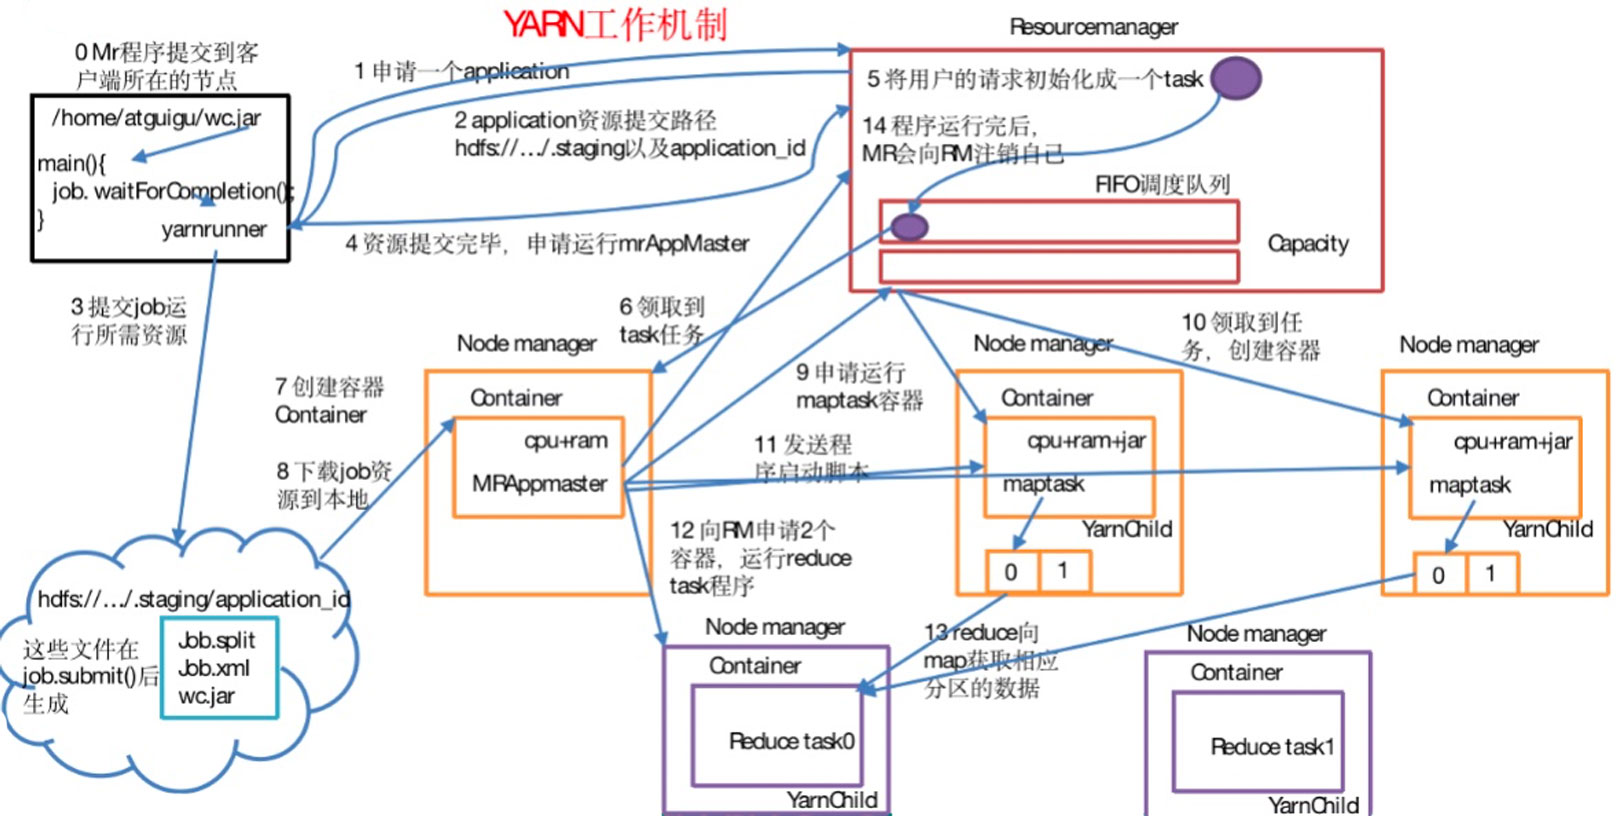 YARN工作机制
Resourcemanager
0 Mr程序提交到客
户端所在的节点
/home/atguigu/wc.jar
main(){
job. waitForCompletion();
}
yarnrunner
1 申请一个application
2 application资源提交路径
hdfs://…/.staging以及application_id
4 资源提交完毕，申请运行mrAppMaster
5 将用户的请求初始化成一个task
14 程序运行完后，
MR会向RM注销自己
FIFO调度队列
Capacity
3 提交job运
行所需资源
6 领取到
task任务
10 领取到任
务，创建容器
7 创建容器
Container
8 下载job资
源到本地
Node manager
Container
cpu+ram
MRAppmaster
9 申请运行
maptask容器
11 发送程
序启动脚本
12 向RM申请2个
容器，运行reduce
task程序
Node manager
Container
cpu+ram+jar
maptask
YarnChild
0
1
Node manager
Container
cpu+ram+jar
maptask
YarnChild
0
1
hdfs://…/.staging/application_id
这些文件在
job.submit()后
生成
Job.split
Job.xml
wc.jar
Node manager
Container
Reduce task0
YarnChild
13 reduce向
map获取相应
分区的数据
Node manager
Container
Reduce task1
YarnChild